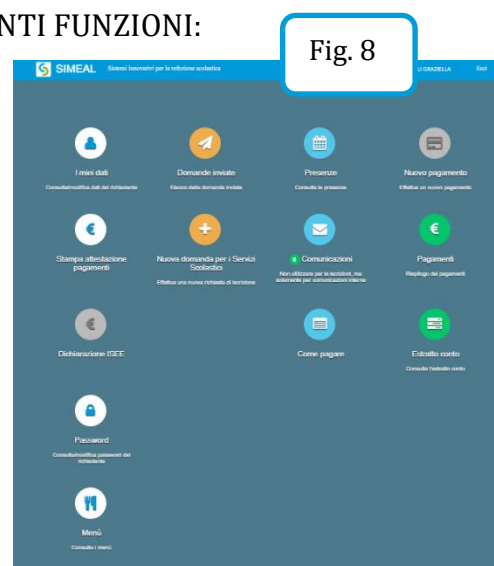 NTI FUNZIONI:
Fig. 8
SIMEAL Sistemi Innovativi per la refezione scolastica
LI GRAZIELLA Esci
I miei dati
Consulta/modifica dati del richiedente
Domande inviate
Elenco delle domande inviate
Presenze
Consulta le presenze
Nuovo pagamento
Effettua un nuovo pagamento
Stampa attestazione
pagamenti
Nuova domanda per i Servizi
Scolastici
Effettua una nuova richiesta di iscrizione
Comunicazioni
Non utilizzare per le iscrizioni, ma
solamente per comunicazioni interne
Pagamenti
Riepilogo dei pagamenti
Dichiarazione ISEE
Come pagare
Estratto conto
Consulta l'estratto conto
Password
Consulta/modifica password del
richiedente
Menù
Consulta i menù